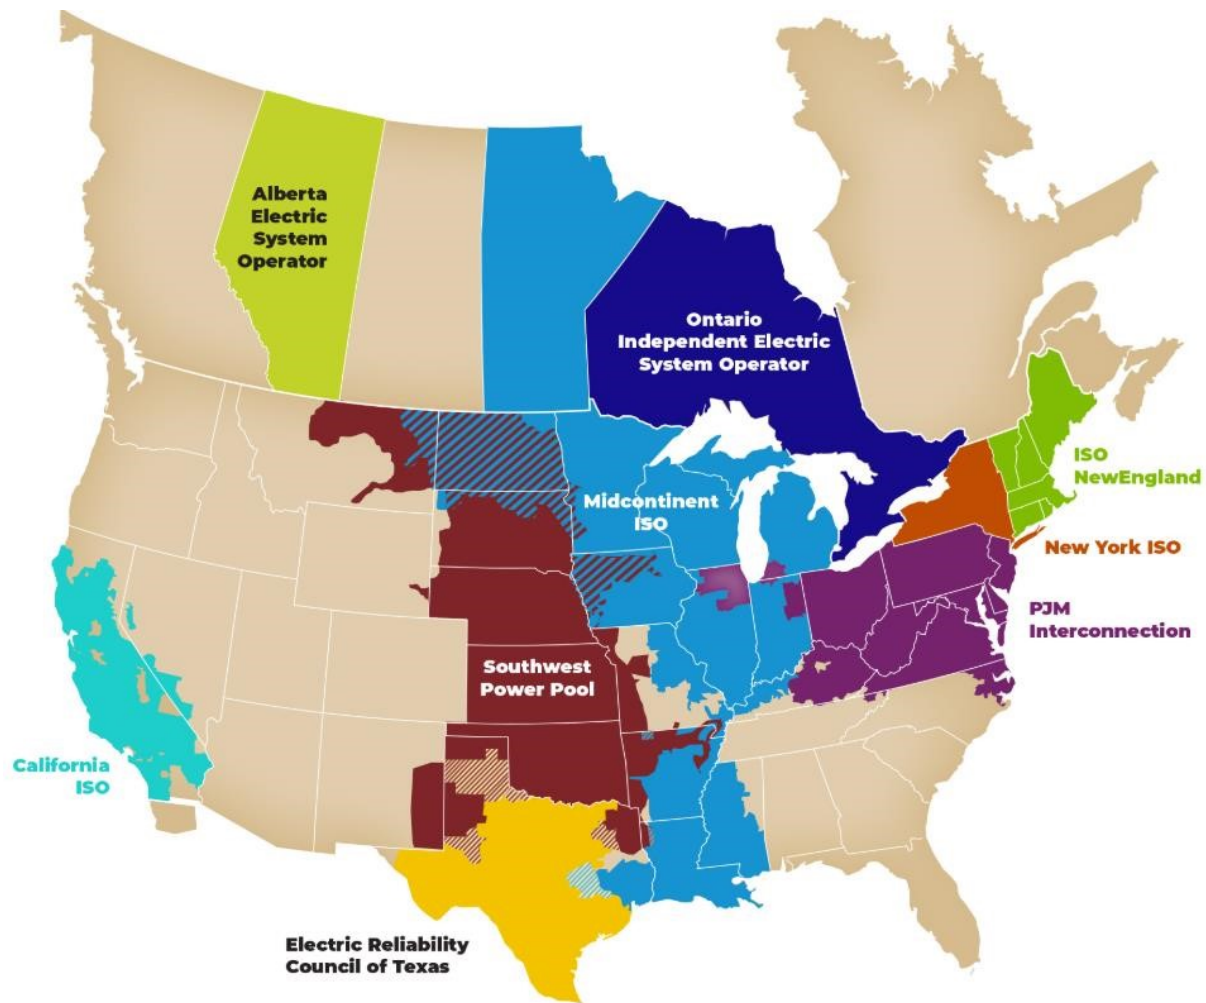 Alberta
Electric
System
Operator
Ontario
Independent Electric
System Operator
ISO
NewEngland
Midcontinent
ISO
New York ISO
PJM
Interconnection
Southwest
Power Pool
California
ISO
Electric Reliability
Council of Texas